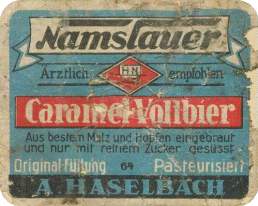 Namslauer
Ärztlich HN empfohlen
Caramel-Vollbier
Aus bestem Malz und Hopfen eingebraut
und nur mit reinem Zucker gesüsst
Original-Füllung 64 Pasteurisiert
A. HASELBACH